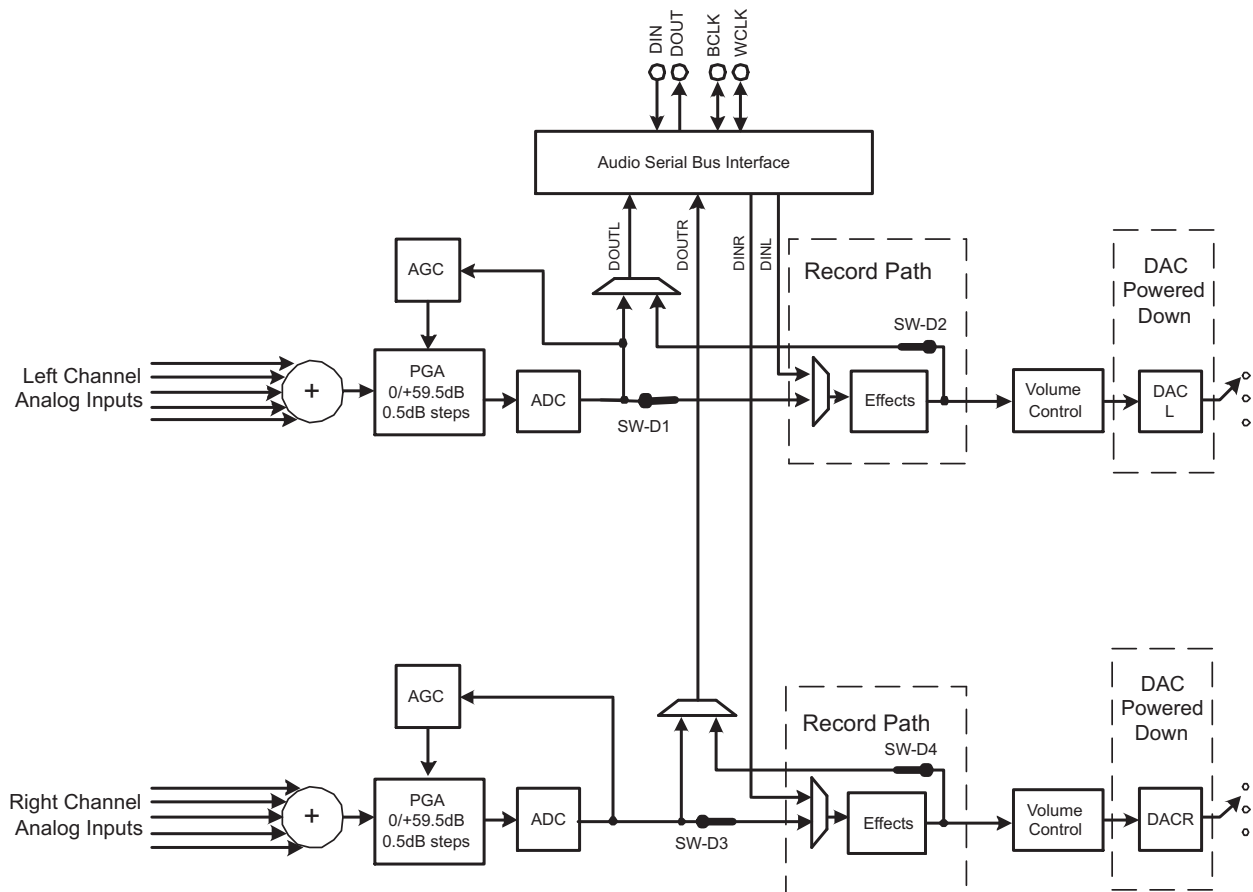 DIN
DOUT
BCLK
WCLK
Audio Serial Bus Interface
DOUTL
DOUTR
DINR
DINL
Record Path
DAC
Powered
Down
AGC
SW-D2
Left Channel
Analog Inputs
+
PGA
0/+59.5dB
0.5dB steps
ADC
SW-D1
Effects
Volume
Control
DAC
L
AGC
Record Path
DAC
Powered
Down
SW-D4
Right Channel
Analog Inputs
+
PGA
0/+59.5dB
0.5dB steps
ADC
SW-D3
Effects
Volume
Control
DACR